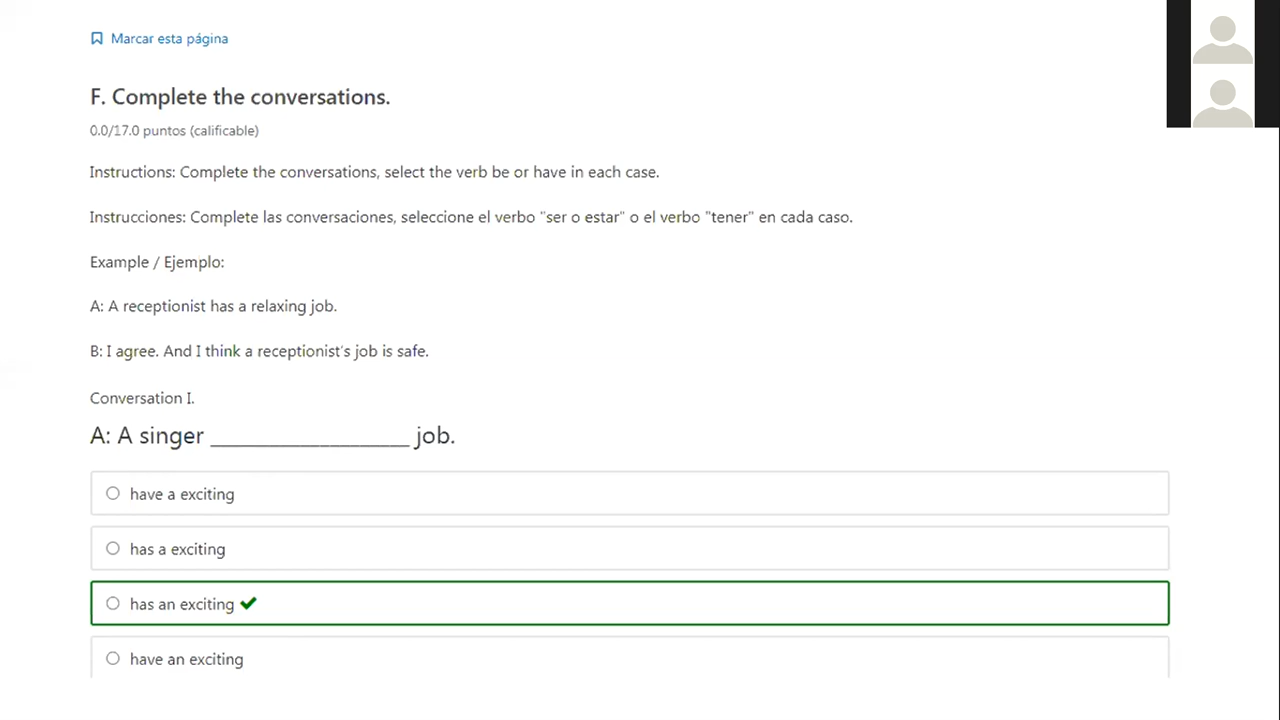 Marcar esta página
F. Complete the conversations.
0.0/17.0 puntos (calificable)
Instructions: Complete the conversations, select the verb be or have in each case.
Instrucciones: Complete las conversaciones, seleccione el verbo "ser o estar" o el verbo "tener" en cada caso.
Example / Ejemplo:
A: A receptionist has a relaxing job.
B: I agree. And I think a receptionist's job is safe.
Conversation I.
A: A singer __________________ job.
have a exciting
has a exciting
has an exciting
have an exciting